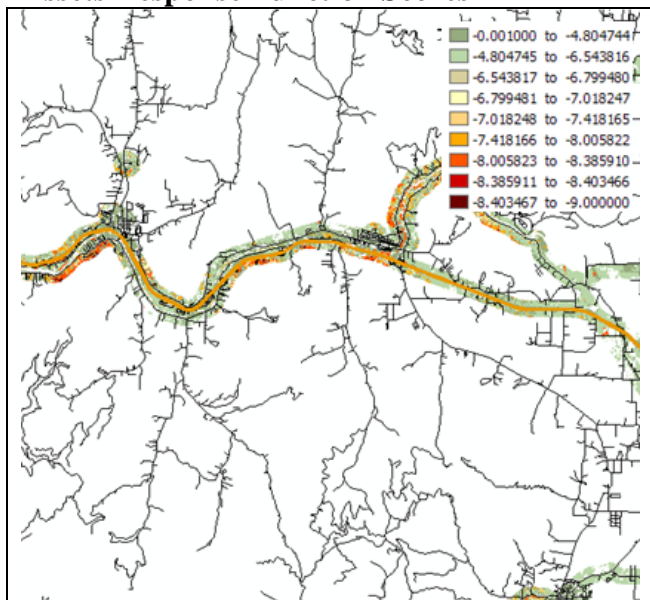 -0.001000 to -4.804744
-4.804745 to -6.543816
-6.543817 to -6.799480
-6.799481 to -7.018247
-7.018248 to -7.418165
-7.418166 to -8.005822
-8.005823 to -8.385910
-8.385911 to -8.403466
-8.403467 to -9.000000